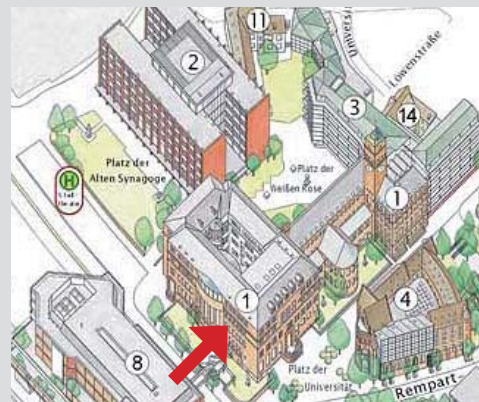 11
Univers
Löwenstraße
2
3
14
Platz der
Alten Synagoge
Platz der
Weißen Rose
H
1
1
4
8
Platz der
Universität
Rempart